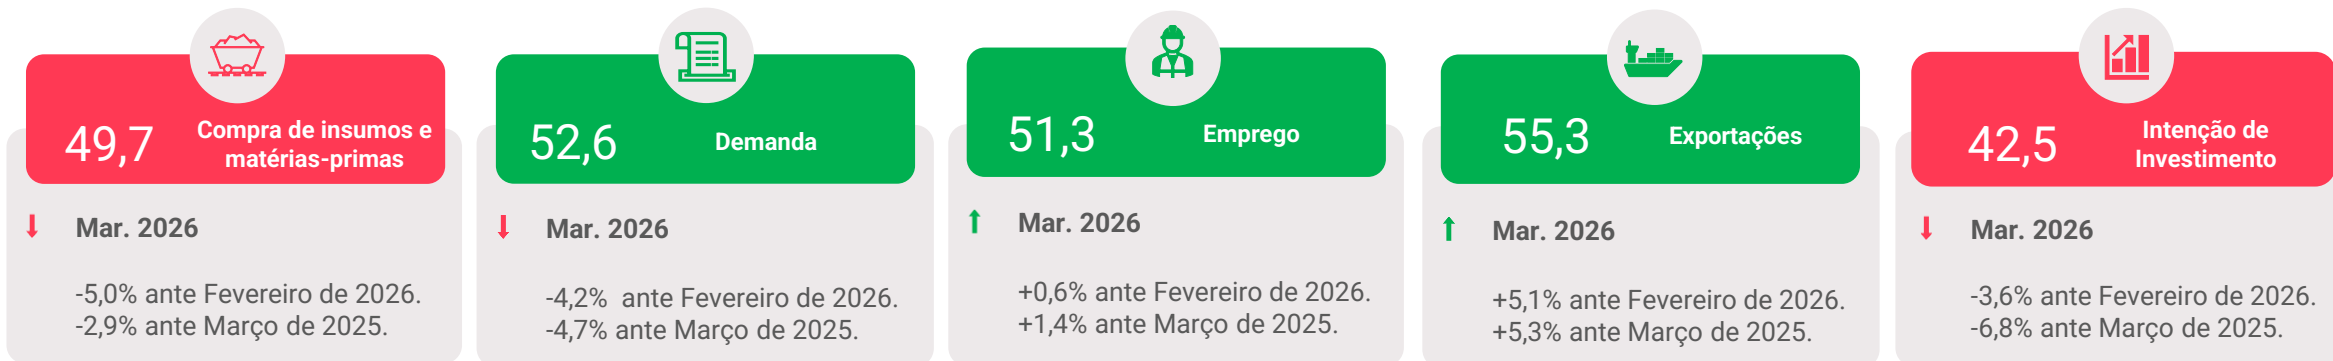 49,7
Compra de insumos e
matérias-primas
Mar. 2026
-5,0% ante Fevereiro de 2026.
-2,9% ante Março de 2025.
52,6
Demanda
Mar. 2026
-4,2%  ante Fevereiro de 2026.
-4,7% ante Março de 2025.
51,3
Emprego
Mar. 2026
+0,6% ante Fevereiro de 2026.
+1,4% ante Março de 2025.
55,3
Exportações
Mar. 2026
+5,1% ante Fevereiro de 2026.
+5,3% ante Março de 2025.
42,5
Intenção de
Investimento
Mar. 2026
-3,6% ante Fevereiro de 2026.
-6,8% ante Março de 2025.